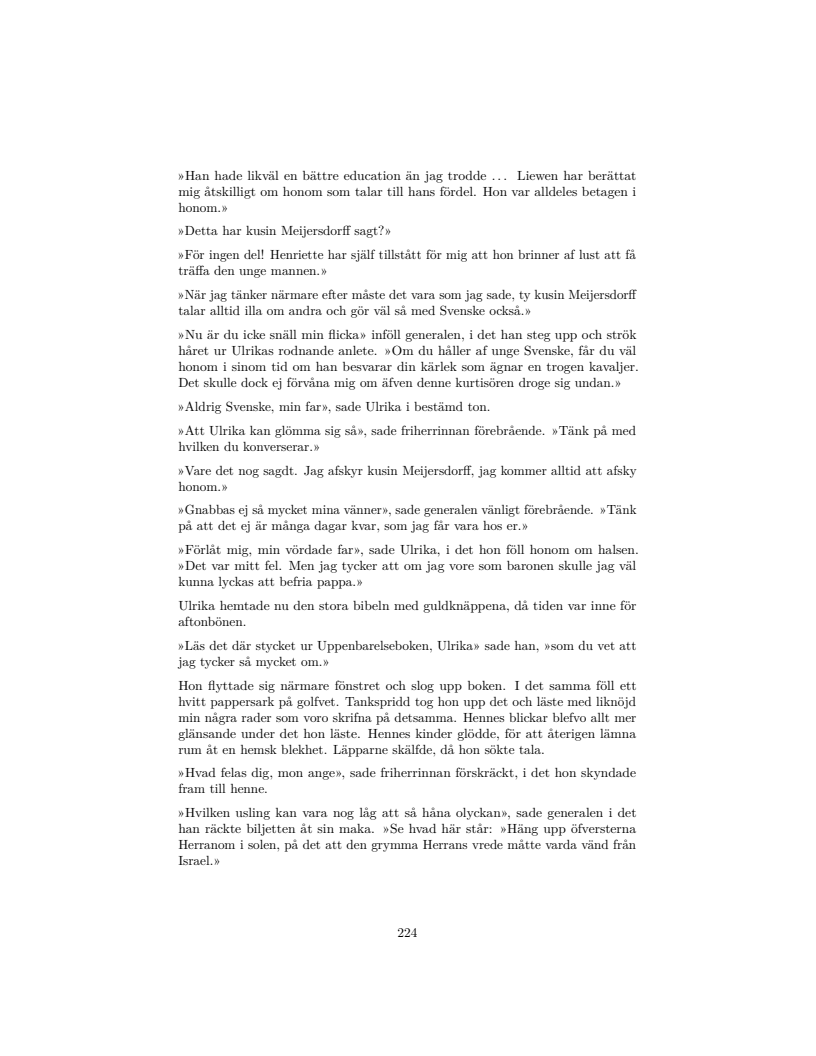 »Han hade likväl en bättre education än jag trodde ... Liewen har berättat
mig åtskilligt om honom som talar till hans fördel. Hon var alldeles betagen i
honom.»
»Detta har kusin Meijersdorff sagt?»
»För ingen del! Henriette har själf tillstått för mig att hon brinner af lust att få
träffa den unge mannen.»
»När jag tänker närmare efter måste det vara som jag sade, ty kusin Meijersdorff
talar alltid illa om andra och gör väl så med Svenske också.»
»Nu är du icke snäll min flicka» inföll generalen, i det han steg upp och strök
håret ur Ulrikas rodnande anlete. »Om du håller af unge Svenske, får du väl
honom i sinom tid om han besvarar din kärlek som ägnar en trogen kavaljer.
Det skulle dock ej förvåna mig om äfven denne kurtisören droge sig undan.»
»Aldrig Svenske, min far», sade Ulrika i bestämd ton.
»Att Ulrika kan glömma sig så», sade friherrinnan förebrående. »Tänk på med
hvilken du konverserar.»
»Vare det nog sagdt. Jag afskyr kusin Meijersdorff, jag kommer alltid att afsky
honom.»
»Gnabbas ej så mycket mina vänner», sade generalen vänligt förebrående. »Tänk
på att det ej är många dagar kvar, som jag får vara hos er.»
»Förlåt mig, min vördade far», sade Ulrika, i det hon föll honom om halsen.
»Det var mitt fel. Men jag tycker att om jag vore som baronen skulle jag väl
kunna lyckas att befria pappa.»
Ulrika hemtade nu den stora bibeln med guldknäppena, då tiden var inne för
aftonbönen.
»Läs det där stycket ur Uppenbarelseboken, Ulrika» sade han, »som du vet att
jag tycker så mycket om.»
Hon flyttade sig närmare fönstret och slog upp boken. I det samma föll ett
hvitt pappersark på golfvet. Tankspridd tog hon upp det och läste med liknöjd
min några rader som voro skrifna på detsamma. Hennes blickar blefvo allt mer
glänsande under det hon läste. Hennes kinder glödde, för att återigen lämna
rum åt en hemsk blekhet. Läpparne skälfde, då hon sökte tala.
»Hvad felas dig, mon ange», sade friherrinnan förskräckt, i det hon skyndade
fram till henne.
»Hvilken usling kan vara nog låg att så håna olyckan», sade generalen i det
han räckte biljetten åt sin maka. »Se hvad här står: »Häng upp öfversterna
Herranom i solen, på det att den grymma Herrans vrede måtte varda vänd från
Israel.»
224